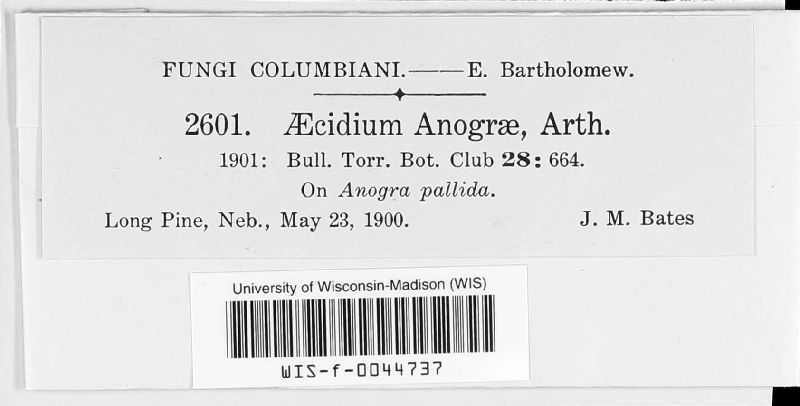 FUNGI COLUMBIANI.——E. Bartholomew.
2601. Æcidium Anogræ, Arth.
1901: Bull. Torr. Bot. Club 28: 664.
On Anogra pallida.
Long Pine, Neb., May 23, 1900. J. M. Bates
University of Wisconsin-Madison (WIS)
WIS-f-0044737